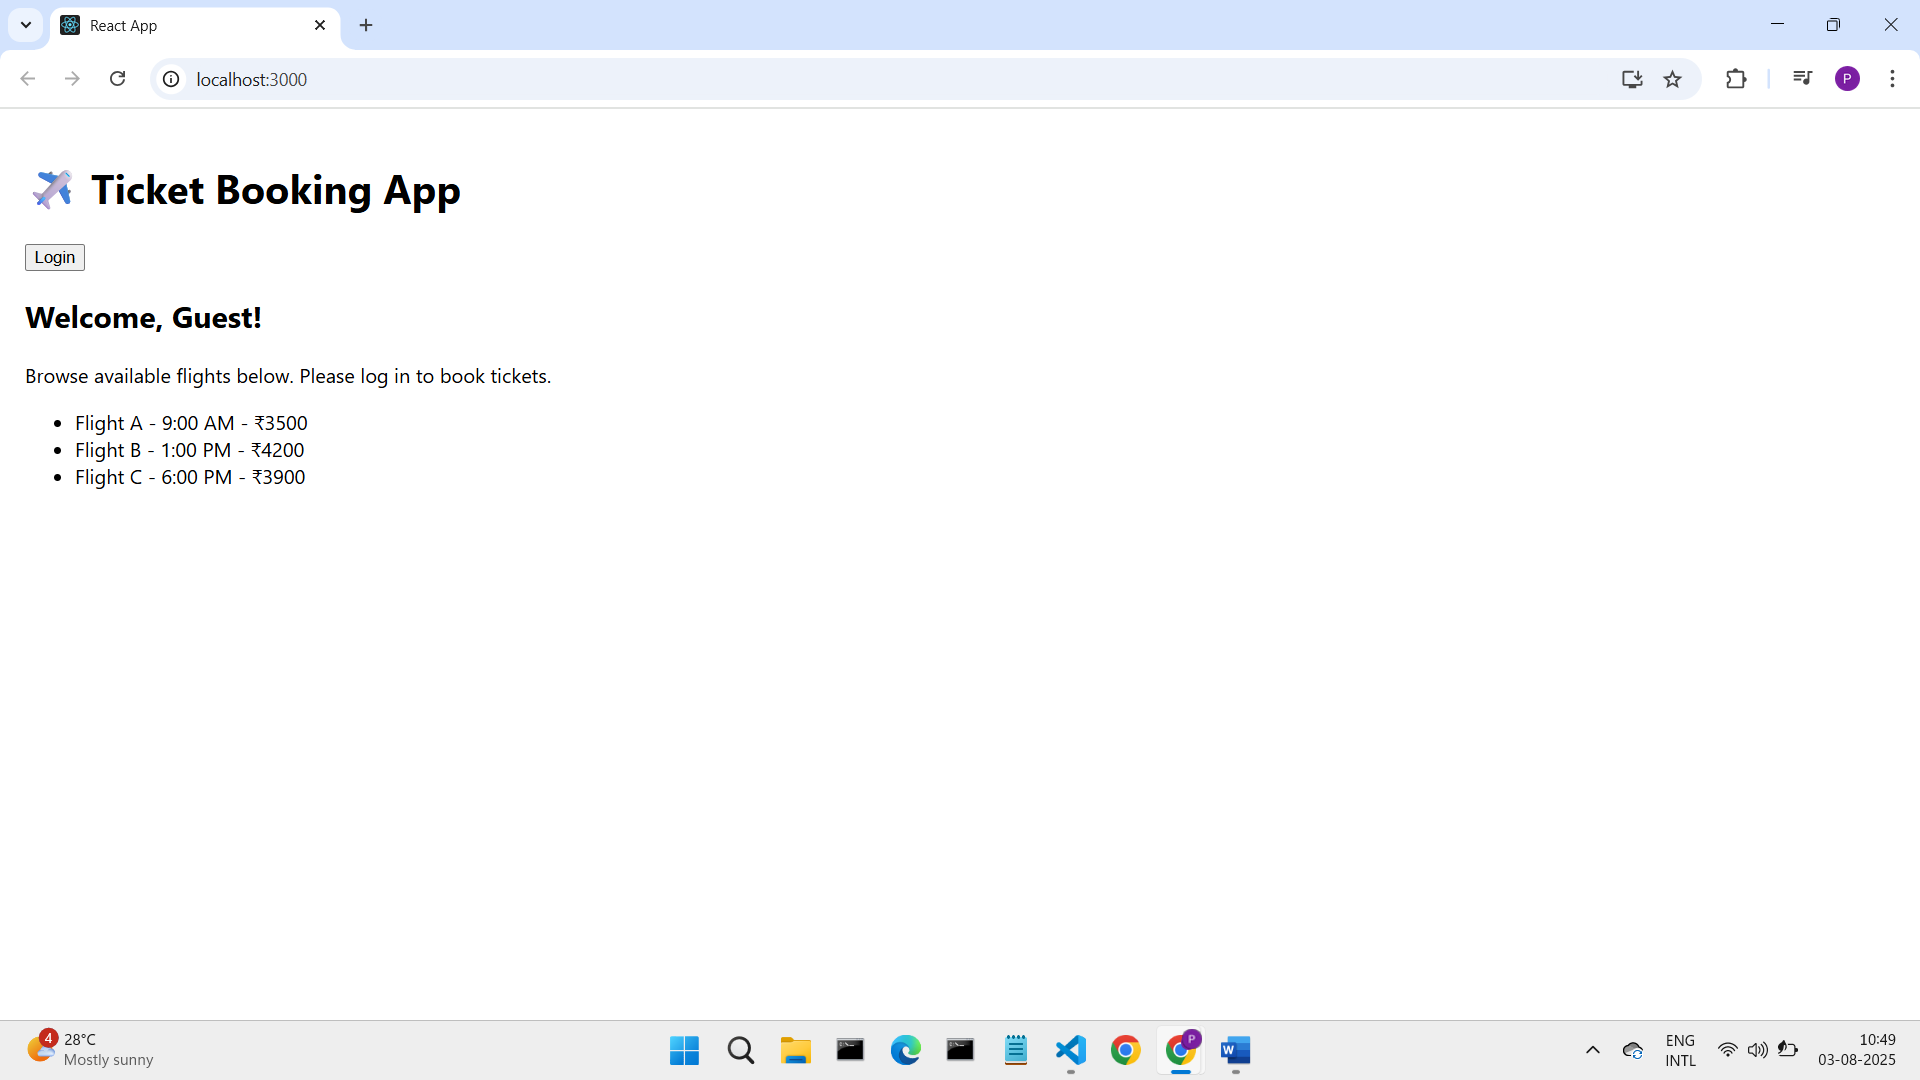 React App
localhost:3000
P
Ticket Booking App
Login
Welcome, Guest!
Browse available flights below. Please log in to book tickets.
Flight A - 9:00 AM - ₹3500
Flight B - 1:00 PM - ₹4200
Flight C - 6:00 PM - ₹3900
4
28°C
Mostly sunny
P
W
ENG
INTL
10:49
03-08-2025